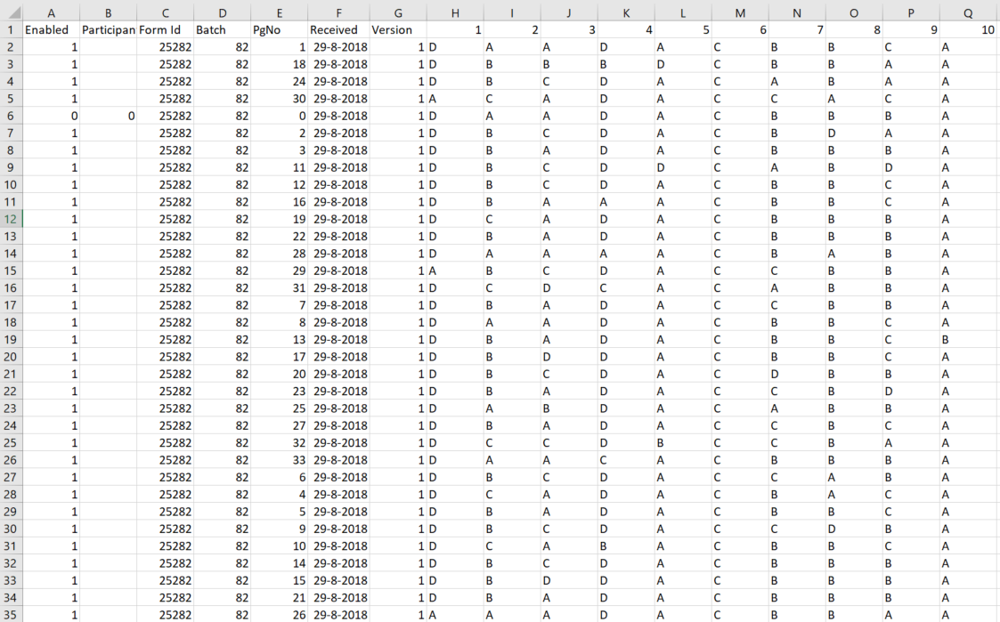 A B C D E F G H I J K L M N O P Q
1 Enabled Participan Form Id Batch PgNo Received Version 1 2 3 4 5 6 7 8 9 10
2 1 25282 82 1 29-8-2018 1 D A A D A C B B C A
3 1 25282 82 18 29-8-2018 1 D B B B D C B B A A
4 1 25282 82 24 29-8-2018 1 D B C D A C A B A A
5 1 25282 82 30 29-8-2018 1 A C A D A C C A C A
6 0 0 25282 82 0 29-8-2018 1 D A A D A C B B B A
7 1 25282 82 2 29-8-2018 1 D B C D A C B D A A
8 1 25282 82 3 29-8-2018 1 D B A D A C B B B A
9 1 25282 82 11 29-8-2018 1 D B C D D C A B D A
10 1 25282 82 12 29-8-2018 1 D B C D A C B B C A
11 1 25282 82 16 29-8-2018 1 D B A A A C B B C A
12 1 25282 82 19 29-8-2018 1 D C A D A C B B B A
13 1 25282 82 22 29-8-2018 1 D B A D A C B B B A
14 1 25282 82 28 29-8-2018 1 D A A A A C B A B A
15 1 25282 82 29 29-8-2018 1 A B C D A C C B B A
16 1 25282 82 31 29-8-2018 1 D C D C A C A B B A
17 1 25282 82 7 29-8-2018 1 D B A D A C C B B A
18 1 25282 82 8 29-8-2018 1 D A A D A C B B C A
19 1 25282 82 13 29-8-2018 1 D B A D A C B B C B
20 1 25282 82 17 29-8-2018 1 D B D D A C B B C A
21 1 25282 82 20 29-8-2018 1 D B C D A C D B B A
22 1 25282 82 23 29-8-2018 1 D B A D A C C B D A
23 1 25282 82 25 29-8-2018 1 D A B D A C A B B A
24 1 25282 82 27 29-8-2018 1 D B A D A C C B C A
25 1 25282 82 32 29-8-2018 1 D C C D B C C B A A
26 1 25282 82 33 29-8-2018 1 D A A C A C B B B A
27 1 25282 82 6 29-8-2018 1 D B C D A C C A B A
28 1 25282 82 4 29-8-2018 1 D C A D A C B A C A
29 1 25282 82 5 29-8-2018 1 D B A D A C B B C A
30 1 25282 82 9 29-8-2018 1 D B C D A C C D B A
31 1 25282 82 10 29-8-2018 1 D C A B A C B B C A
32 1 25282 82 14 29-8-2018 1 D B C D A C B B B A
33 1 25282 82 15 29-8-2018 1 D B D D A C B B B A
34 1 25282 82 21 29-8-2018 1 D B A D A C B B B A
35 1 25282 82 26 29-8-2018 1 A A A D A C B B A A